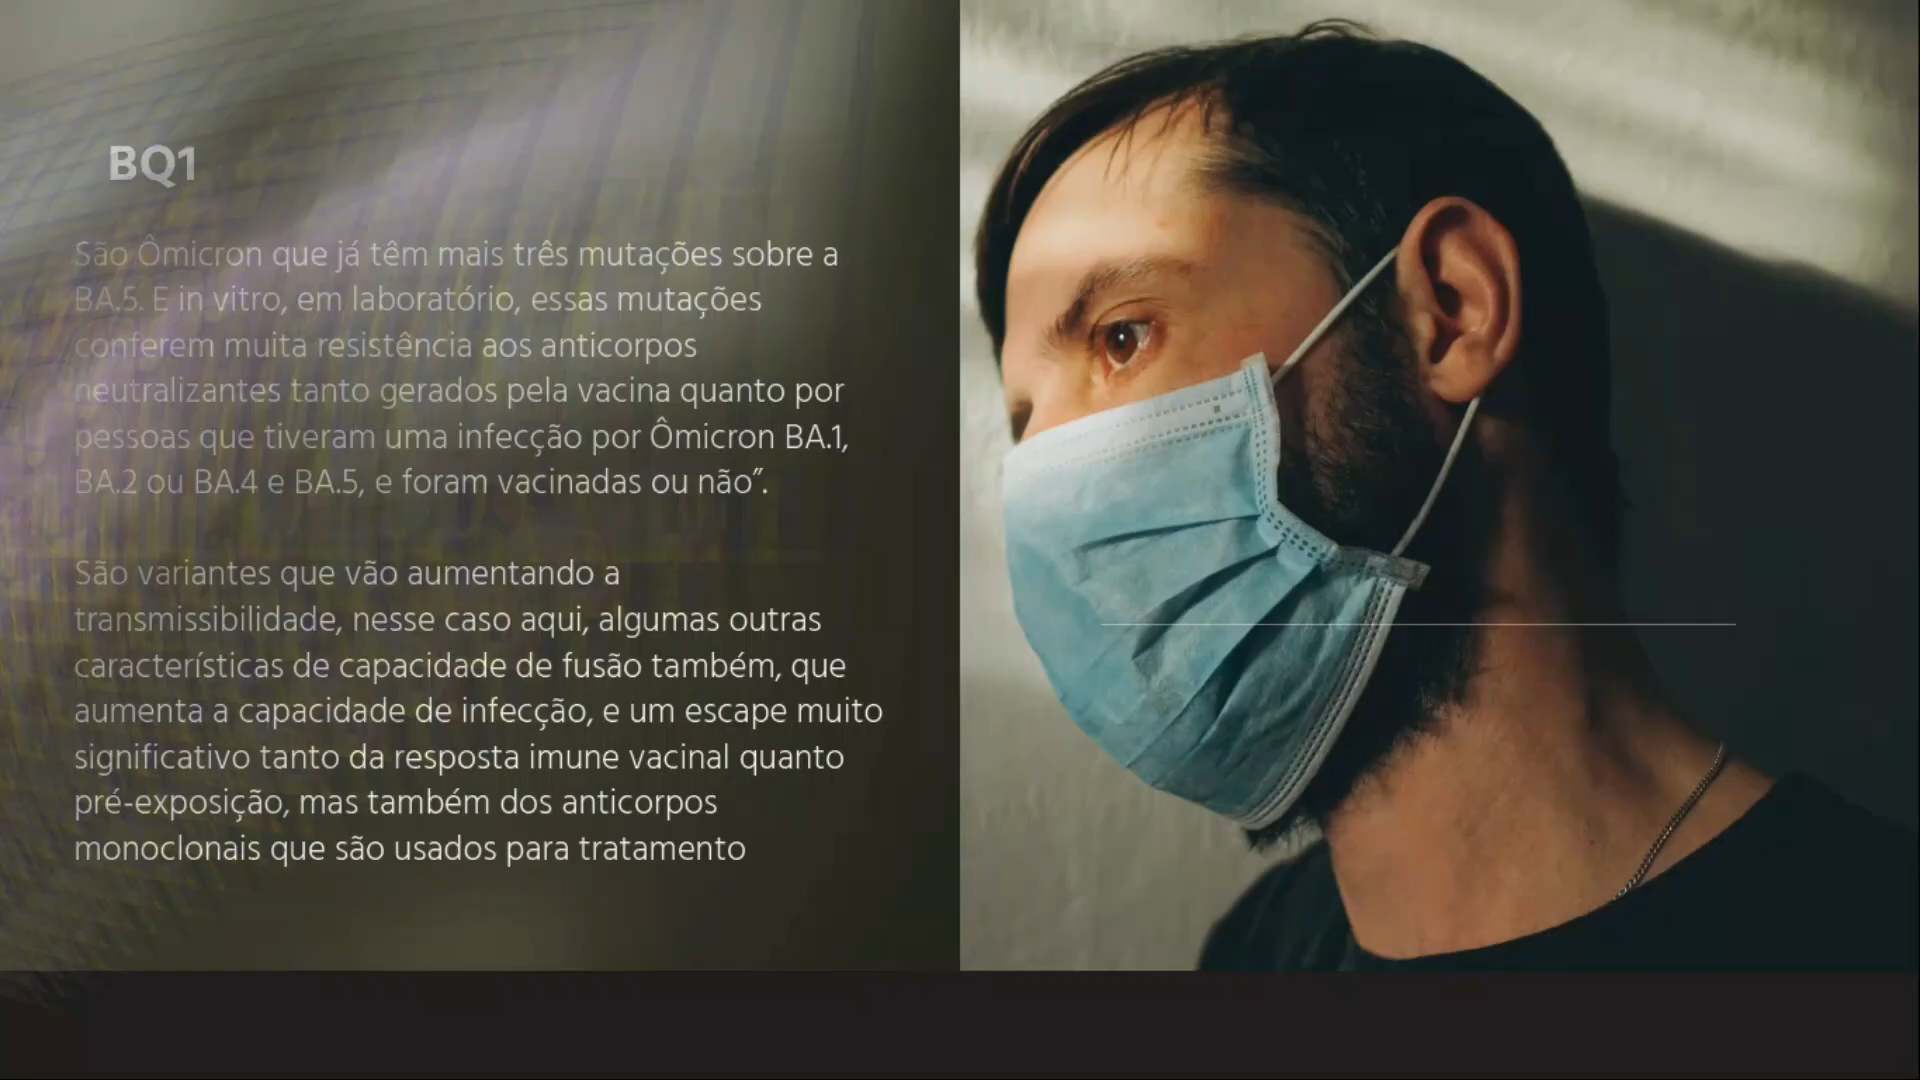 BQ1
São Ômicron que já têm mais três mutações sobre a
BA.5. E in vitro, em laboratório, essas mutações
conferem muita resistência aos anticorpos
neutralizantes tanto gerados pela vacina quanto por
pessoas que tiveram uma infecção por Ômicron BA.1,
BA.2 ou BA.4 e BA.5, e foram vacinadas ou não”.
São variantes que vão aumentando a
transmissibilidade, nesse caso aqui, algumas outras
características de capacidade de fusão também, que
aumenta a capacidade de infecção, e um escape muito
significativo tanto da resposta imune vacinal quanto
pré-exposição, mas também dos anticorpos
monoclonais que são usados para tratamento